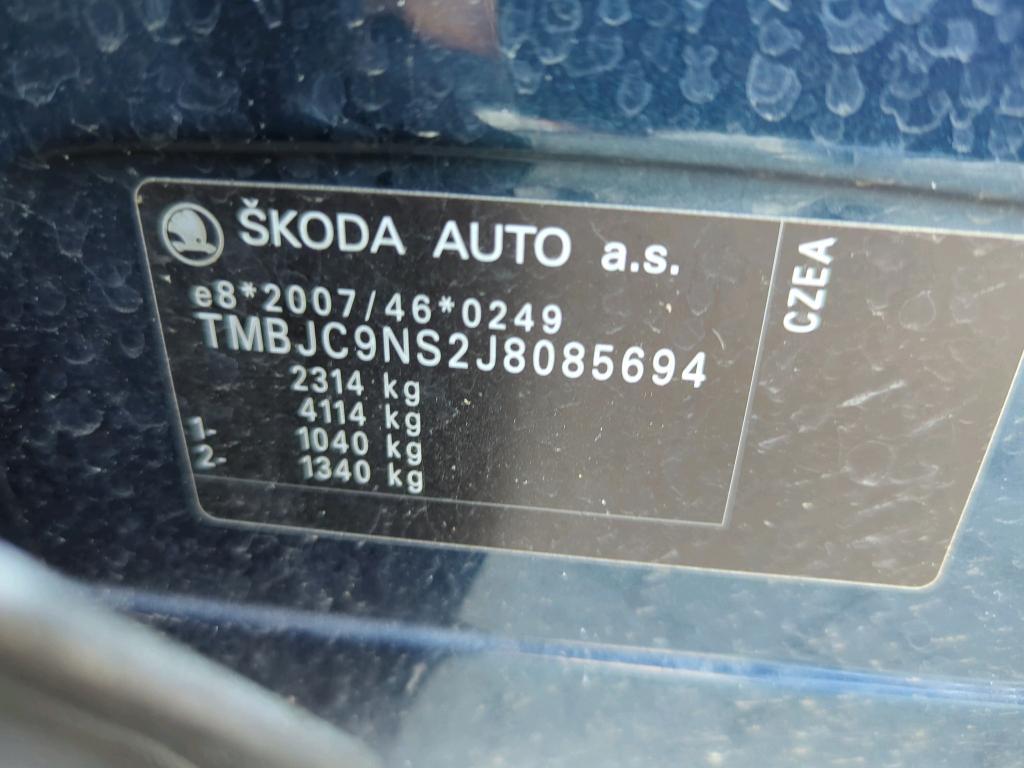 ŠKODA AUTO a.s.
e8*2007/46*0249
TMBJC9NS2J8085694
2314 kg
4114 kg
1- 1040 kg
2- 1340 kg
CZEA